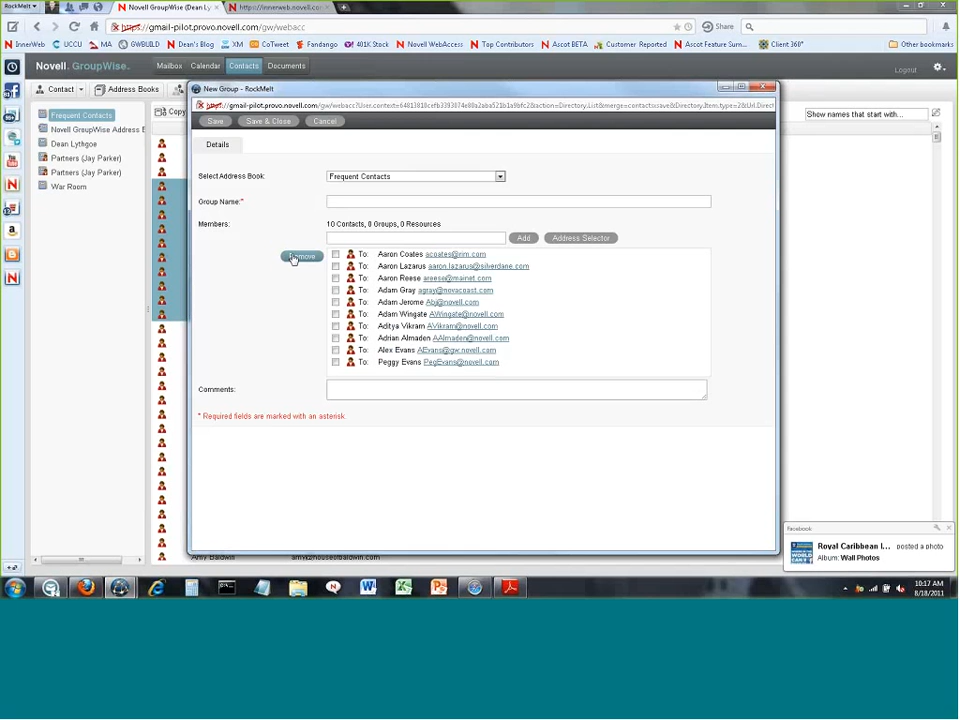 RockMelt
Novell GroupWise (Dean Ly
http://innerweb.novell.co
https://gmail-pilot.provo.novell.com/gw/webacc
Share
InnerWeb UCCU MA GWBUILD Dean's Blog XM CoTweet Fandango 401K Stock Novell WebAccess Top Contributors Ascot BETA Customer Reported Ascot Feature Sum... Client 360° Other bookmarks
Novell. GroupWise. Mailbox Calendar Contacts Documents Logout
Contact Address Books
Copy
Show names that start with...
Frequent Contacts
Novell GroupWise Address B
Dean Lythgoe
Partners (Jay Parker)
Partners (Jay Parker)
War Room
New Group - RockMelt
Save Save & Close Cancel
Details
Select Address Book: Frequent Contacts
Group Name:*
Members: 10 Contacts, 0 Groups, 0 Resources
Add Address Selector
To: Aaron Coates acoates@rim.com
To: Aaron Lazarus aaron.lazarus@silverdane.com
To: Aaron Reese areese@mainet.com
To: Adam Gray agray@novacoast.com
To: Adam Jerome Abj@novell.com
To: Adam Wingate AWingate@novell.com
To: Aditya Vikram AVikram@novell.com
To: Adrian Almaden AAlmaden@novell.com
To: Alex Evans AEvans@gw.novell.com
To: Peggy Evans PegEvans@novell.com
Comments:
* Required fields are marked with an asterisk.
Amy Baldwin amy@houseofbaldwin.com
Facebook
Royal Caribbean I... posted a photo
Album: Wall Photos
10:17 AM
8/18/2011